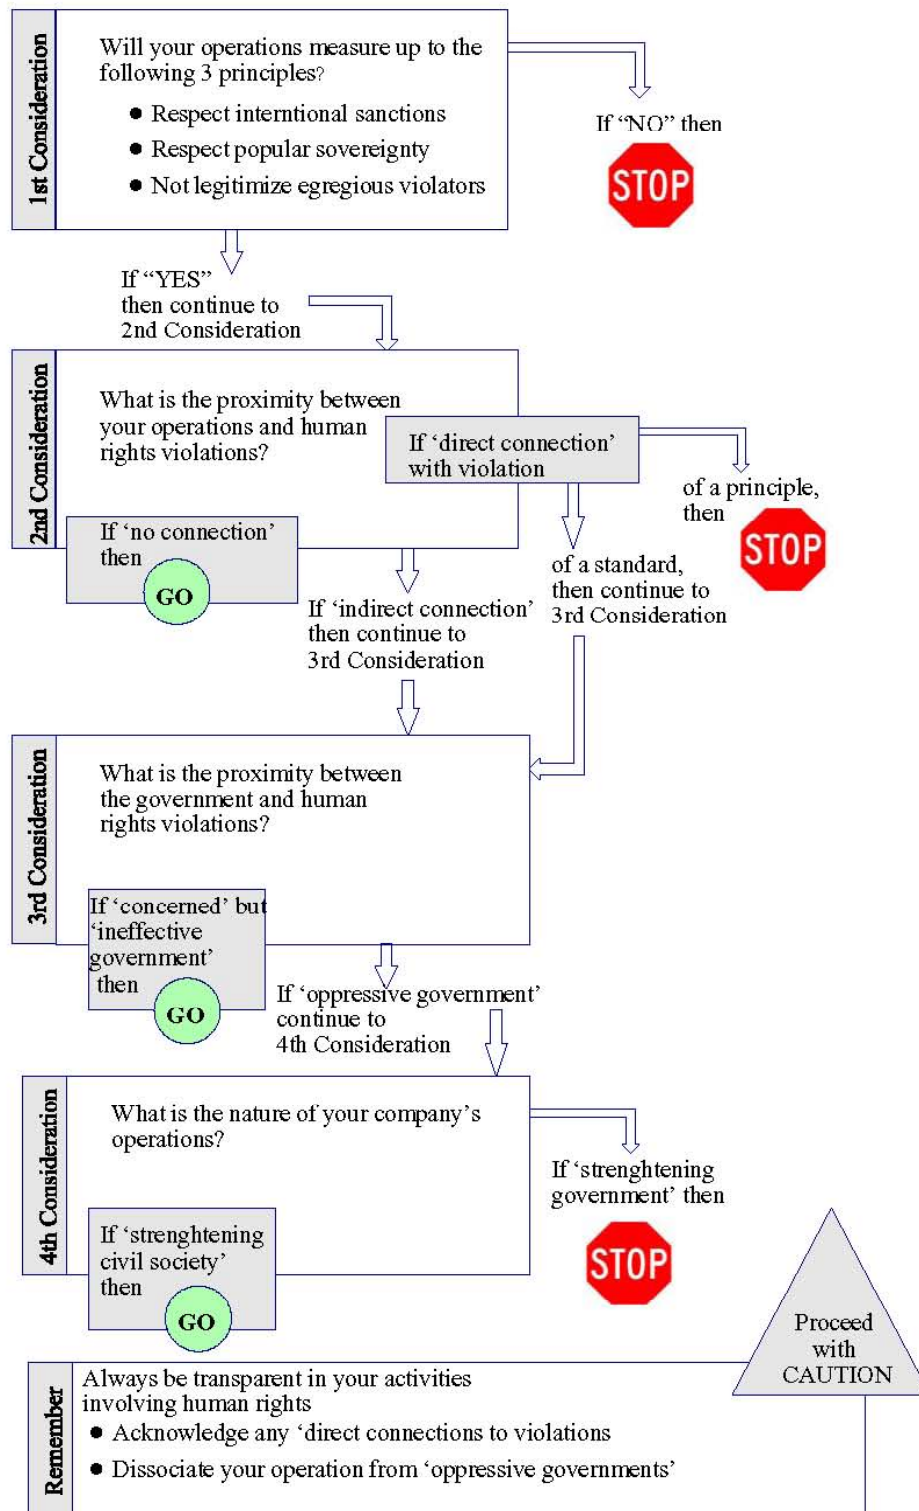 1st Consideration
Will your operations measure up to the
following 3 principles?
● Respect interntional sanctions
● Respect popular sovereignty
● Not legitimize egregious violators
If “NO” then
STOP
If “YES”
then continue to
2nd Consideration
2nd Consideration
What is the proximity between
your operations and human
rights violations?
If ‘direct connection’
with violation
of a principle,
then
STOP
If ‘no connection’
then
GO
of a standard,
then continue to
3rd Consideration
If ‘indirect connection’
then continue to
3rd Consideration
3rd Consideration
What is the proximity between
the government and human
rights violations?
If ‘concerned’ but
‘ineffective
government’
then
GO
If ‘oppressive government’
continue to
4th Consideration
4th Consideration
What is the nature of your company’s
operations?
If ‘strenghtening
government’ then
STOP
If ‘strenghtening
civil society’
then
GO
Proceed
with
CAUTION
Remember
Always be transparent in your activities
involving human rights
● Acknowledge any ‘direct connections to violations
● Dissociate your operation from ‘oppressive governments’